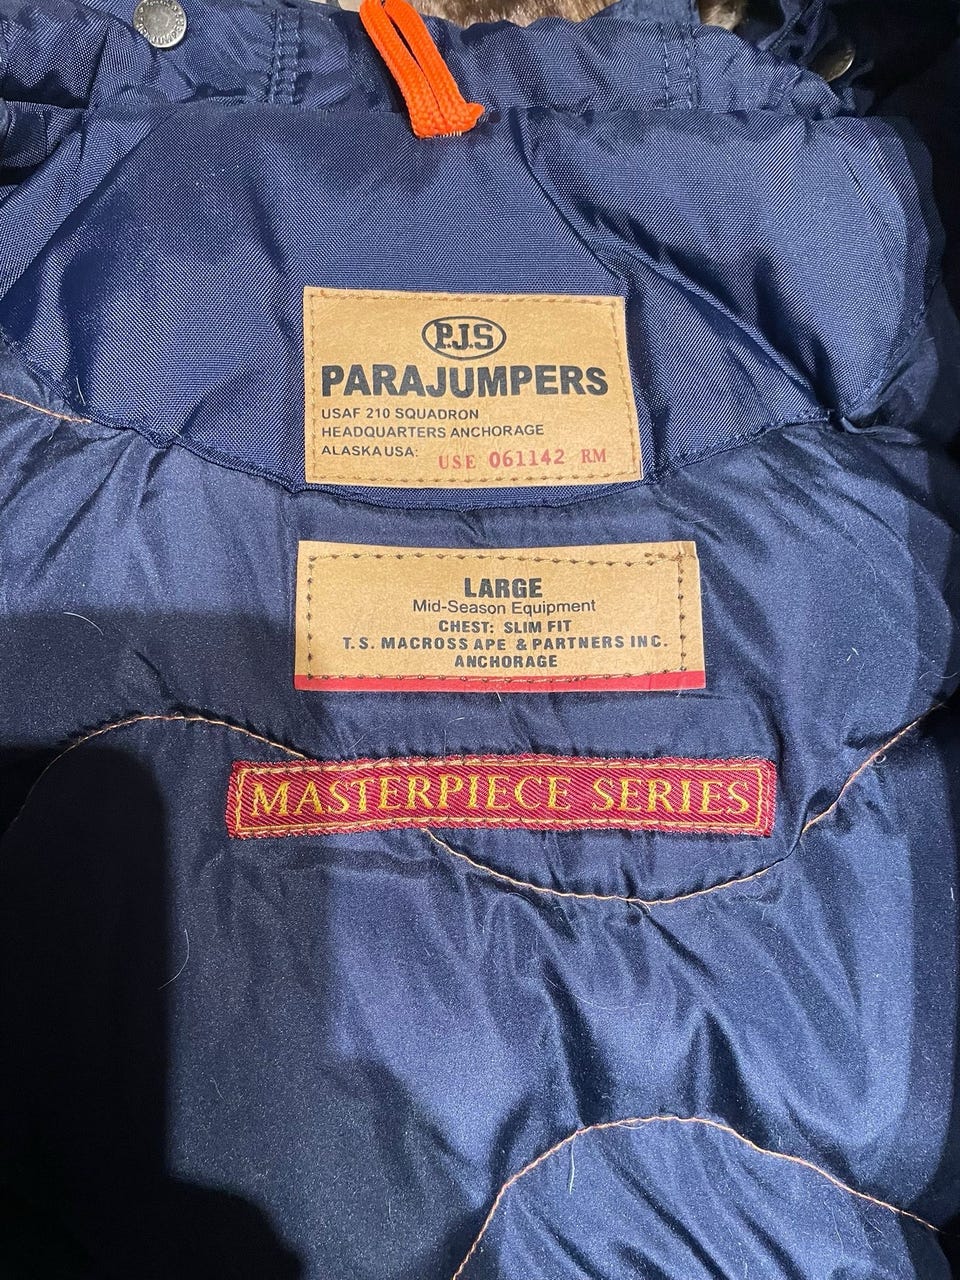 P.J.S
PARAJUMPERS
USAF 210 SQUADRON
HEADQUARTERS ANCHORAGE
ALASKA USA: USE 061142 RM
LARGE
Mid-Season Equipment
CHEST: SLIM FIT
T.S. MACROSS APE & PARTNERS INC.
ANCHORAGE
MASTERPIECE SERIES